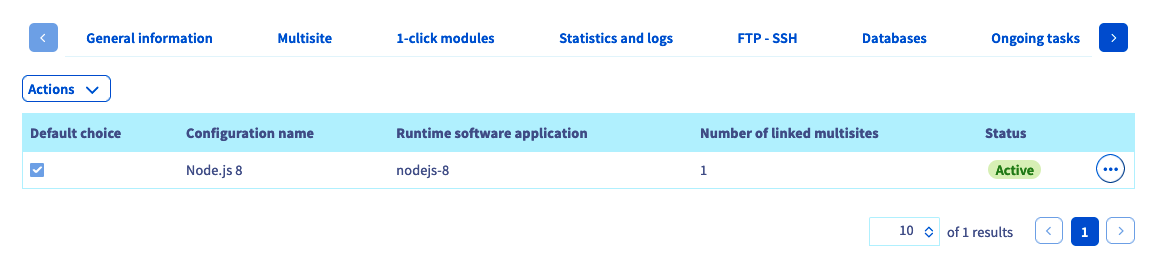 General information Multisite 1-click modules Statistics and logs FTP - SSH Databases Ongoing tasks
Actions
Default choice Configuration name Runtime software application Number of linked multisites Status
Node.js 8 nodejs-8 1 Active
10 of 1 results 1